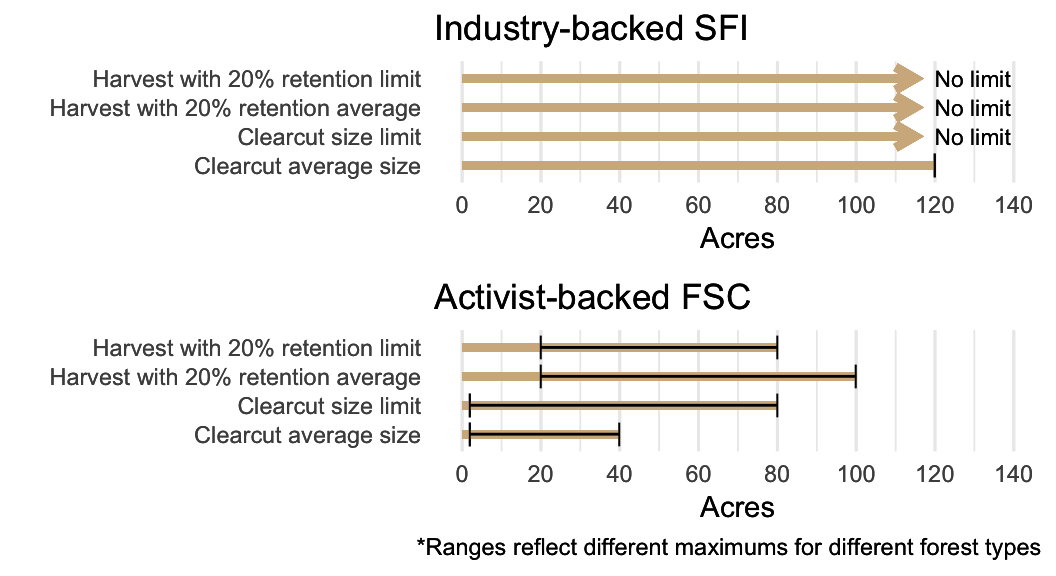 Industry-backed SFI
Harvest with 20% retention limit No limit
Harvest with 20% retention average No limit
Clearcut size limit No limit
Clearcut average size
0 20 40 60 80 100 120 140
Acres
Activist-backed FSC
Harvest with 20% retention limit
Harvest with 20% retention average
Clearcut size limit
Clearcut average size
0 20 40 60 80 100 120 140
Acres
*Ranges reflect different maximums for different forest types